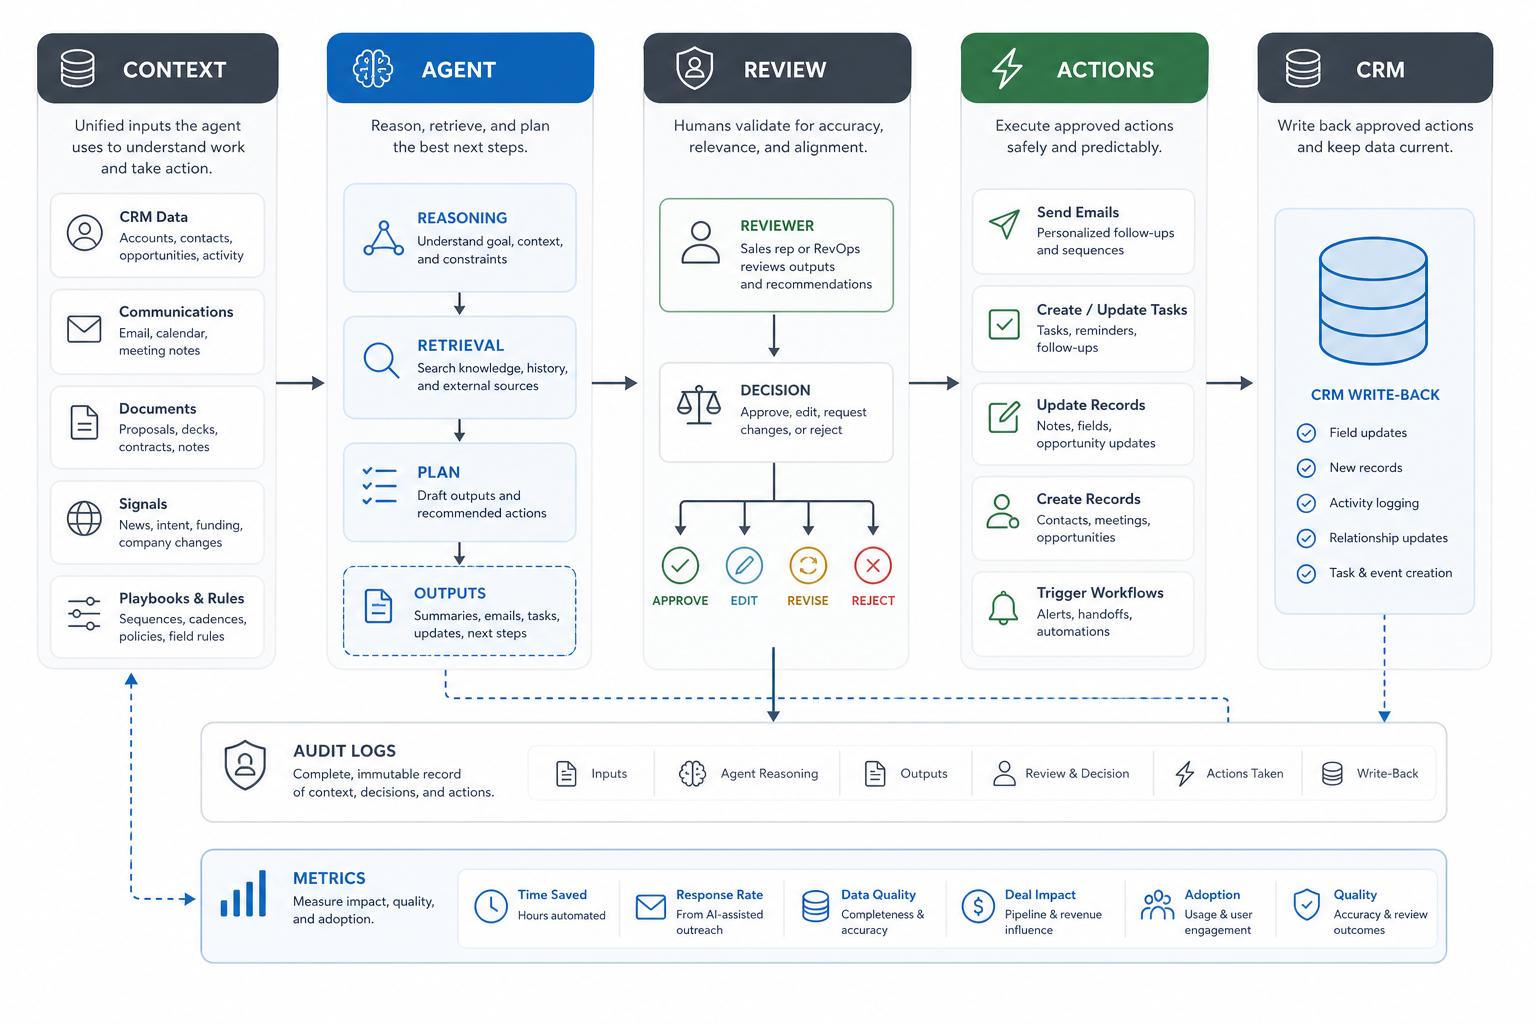 CONTEXT
Unified inputs the agent
uses to understand work
and take action.
CRM Data
Accounts, contacts,
opportunities, activity
Communications
Email, calendar,
meeting notes
Documents
Proposals, decks,
contracts, notes
Signals
News, intent, funding,
company changes
Playbooks & Rules
Sequences, cadences,
policies, field rules
AGENT
Reason, retrieve, and plan
the best next steps.
REASONING
Understand goal, context,
and constraints
RETRIEVAL
Search knowledge, history,
and external sources
PLAN
Draft outputs and
recommended actions
OUTPUTS
Summaries, emails, tasks,
updates, next steps
REVIEW
Humans validate for accuracy,
relevance, and alignment.
REVIEWER
Sales rep or RevOps
reviews outputs
and recommendations
DECISION
Approve, edit, request
changes, or reject
APPROVE
EDIT
REVISE
REJECT
ACTIONS
Execute approved actions
safely and predictably.
Send Emails
Personalized follow-ups
and sequences
Create / Update Tasks
Tasks, reminders,
follow-ups
Update Records
Notes, fields,
opportunity updates
Create Records
Contacts, meetings,
opportunities
Trigger Workflows
Alerts, handoffs,
automations
CRM
Write back approved actions
and keep data current.
CRM WRITE-BACK
Field updates
New records
Activity logging
Relationship updates
Task & event creation
AUDIT LOGS
Complete, immutable record
of context, decisions, and actions.
Inputs
Agent Reasoning
Outputs
Review & Decision
Actions Taken
Write-Back
METRICS
Measure impact, quality,
and adoption.
Time Saved
Hours automated
Response Rate
From AI-assisted
outreach
Data Quality
Completeness &
accuracy
Deal Impact
Pipeline & revenue
influence
Adoption
Usage & user
engagement
Quality
Accuracy & review
outcomes